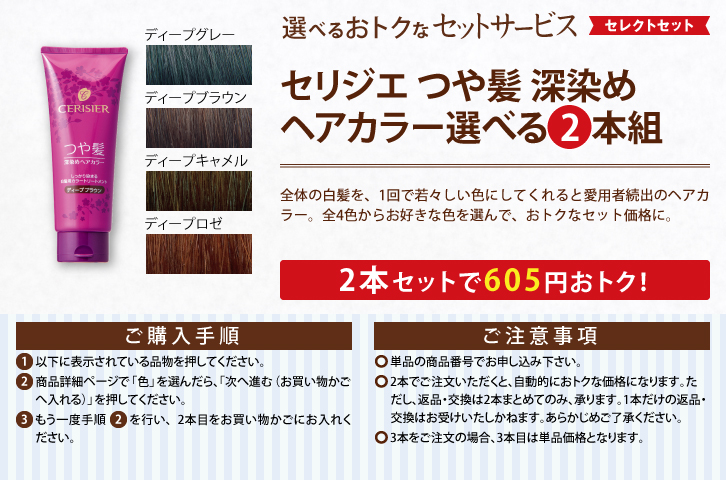 選べるおトクなセットサービス
セレクトセット
セリジエ つや髪 深染め
ヘアカラー選べる2本組
全体の白髪を、1回で若々しい色にしてくれると愛用者続出のヘアカ
ラー。全4色からお好きな色を選んで、おトクなセット価格に。
2本セットで605円おトク!
ディープグレー
ディープブラウン
ディープキャメル
ディープロゼ
CERISIER
つや髪
深染めヘアカラー
ディープブラウン
ご購入手順
1 以下に表示されている品物を押してください。
2 商品詳細ページで「色」を選んだら、「次へ進む（お買い物かご
へ入れる）」を押してください。
3 もう一度手順 2 を行い、2本目をお買い物かごにお入れく
ださい。
ご注意事項
単品の商品番号でお申し込み下さい。
2本でご注文いただくと、自動的におトクな価格になります。た
だし、返品・交換は2本まとめてのみ、承ります。1本だけの返品・
交換はお受けいたしかねます。あらかじめご了承ください。
3本をご注文の場合、3本目は単品価格となります。